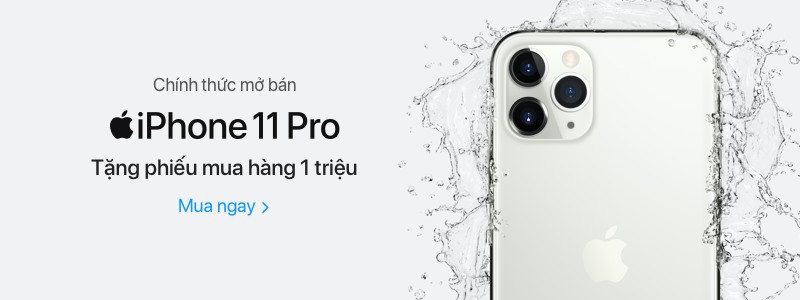 Chính thức mở bán
iPhone 11 Pro
Tặng phiếu mua hàng 1 triệu
Mua ngay >